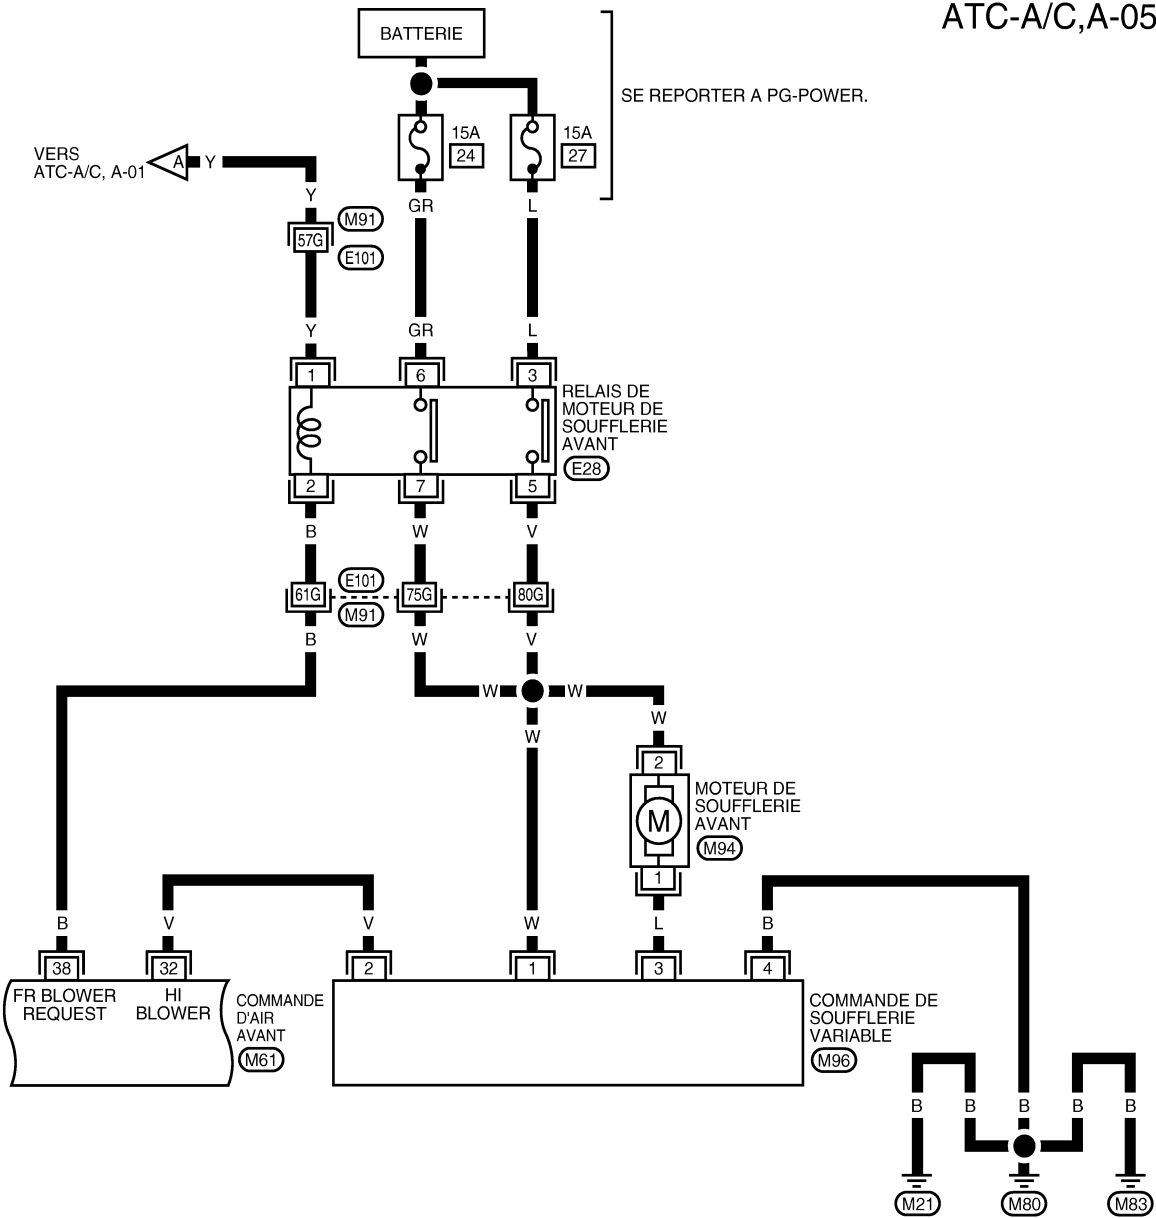 ATC-A/C,A-05
BATTERIE
SE REPORTER A PG-POWER.
15A
24
15A
27
VERS
ATC-A/C, A-01
A
Y
Y
GR
L
M91
57G
E101
Y
GR
L
1
6
3
RELAIS DE
MOTEUR DE
SOUFFLERIE
AVANT
E28
2
7
5
B
W
V
61G
E101
75G
80G
M91
B
W
V
W
W
W
W
2
MOTEUR DE
SOUFFLERIE
AVANT
M
M94
1
B
V
V
W
L
B
38
32
2
1
3
4
FR BLOWER
REQUEST
HI
BLOWER
COMMANDE
D'AIR
AVANT
M61
COMMANDE DE
SOUFFLERIE
VARIABLE
M96
B
B
B
B
B
M21
M80
M83